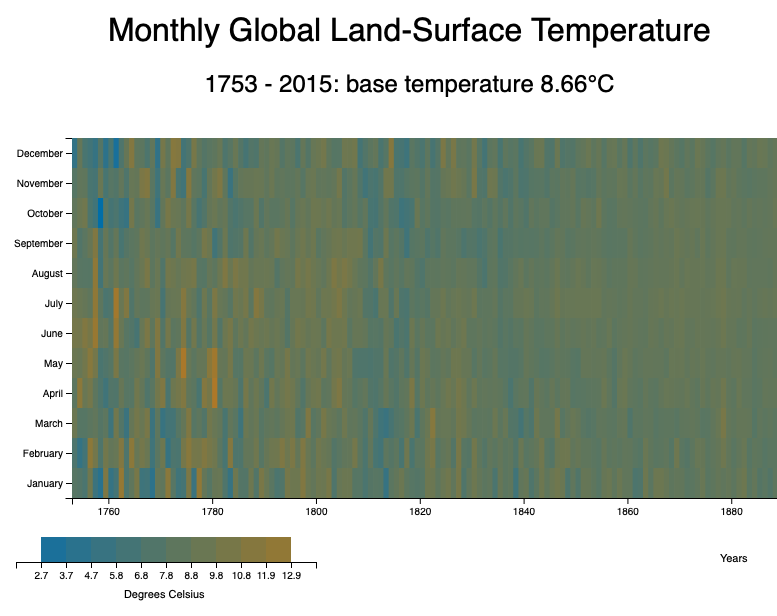 Monthly Global Land-Surface Temperature
1753 - 2015: base temperature 8.66°C
December
November
October
September
August
July
June
May
April
March
February
January
1760 1780 1800 1820 1840 1860 1880
2.7 3.7 4.7 5.8 6.8 7.8 8.8 9.8 10.8 11.9 12.9
Degrees Celsius
Years